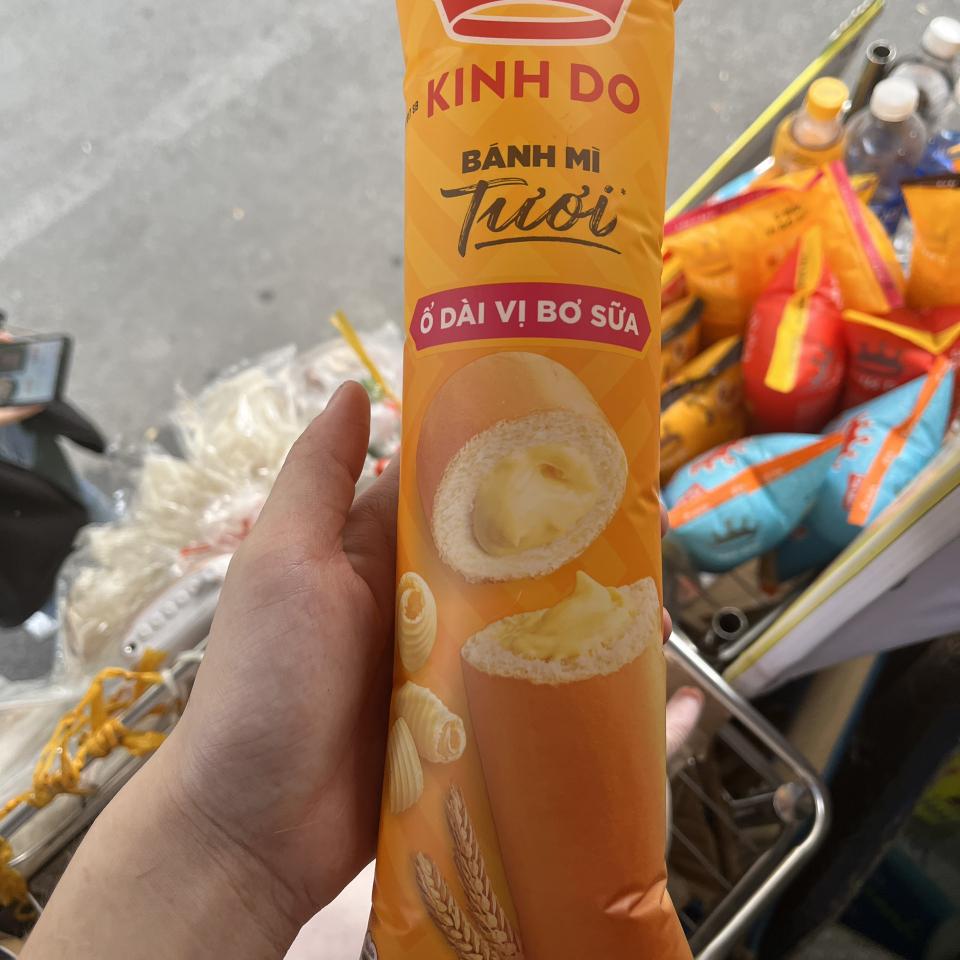 KINH DO
BÁNH MÌ
Tươi*
Ổ DÀI VỊ BƠ SỮA